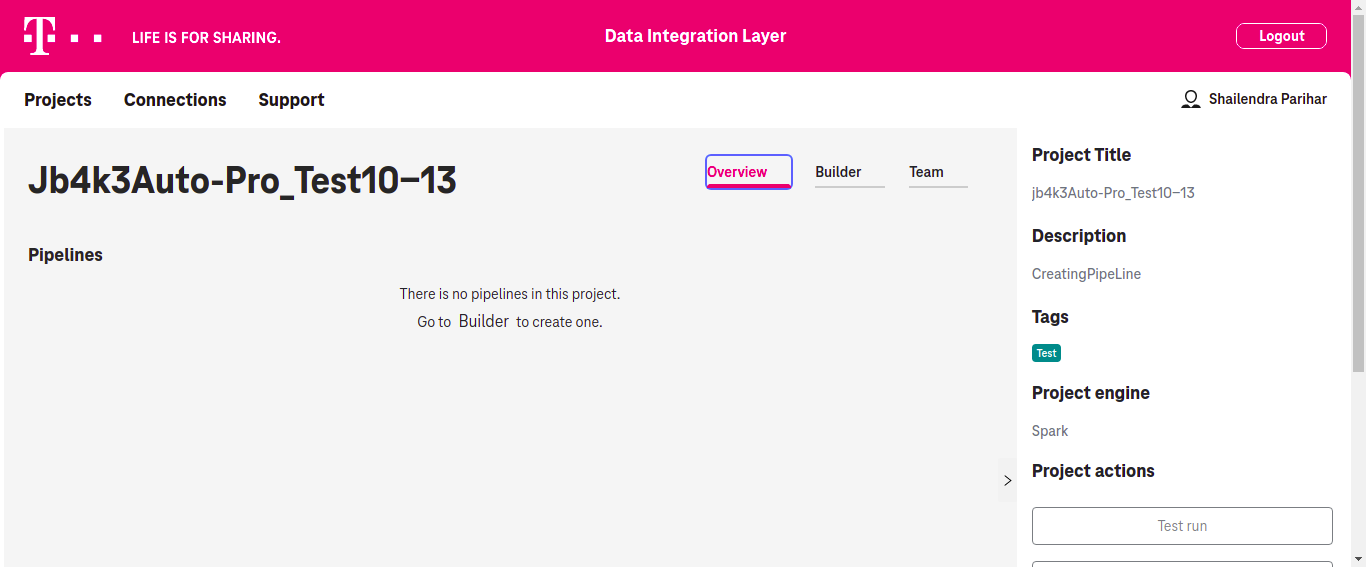 T
LIFE IS FOR SHARING.
Data Integration Layer
Logout
Projects
Connections
Support
Shailendra Parihar
Jb4k3Auto-Pro_Test10–13
Overview
Builder
Team
Pipelines
There is no pipelines in this project.
Go to Builder to create one.
Project Title
jb4k3Auto-Pro_Test10–13
Description
CreatingPipeLine
Tags
Test
Project engine
Spark
Project actions
Test run